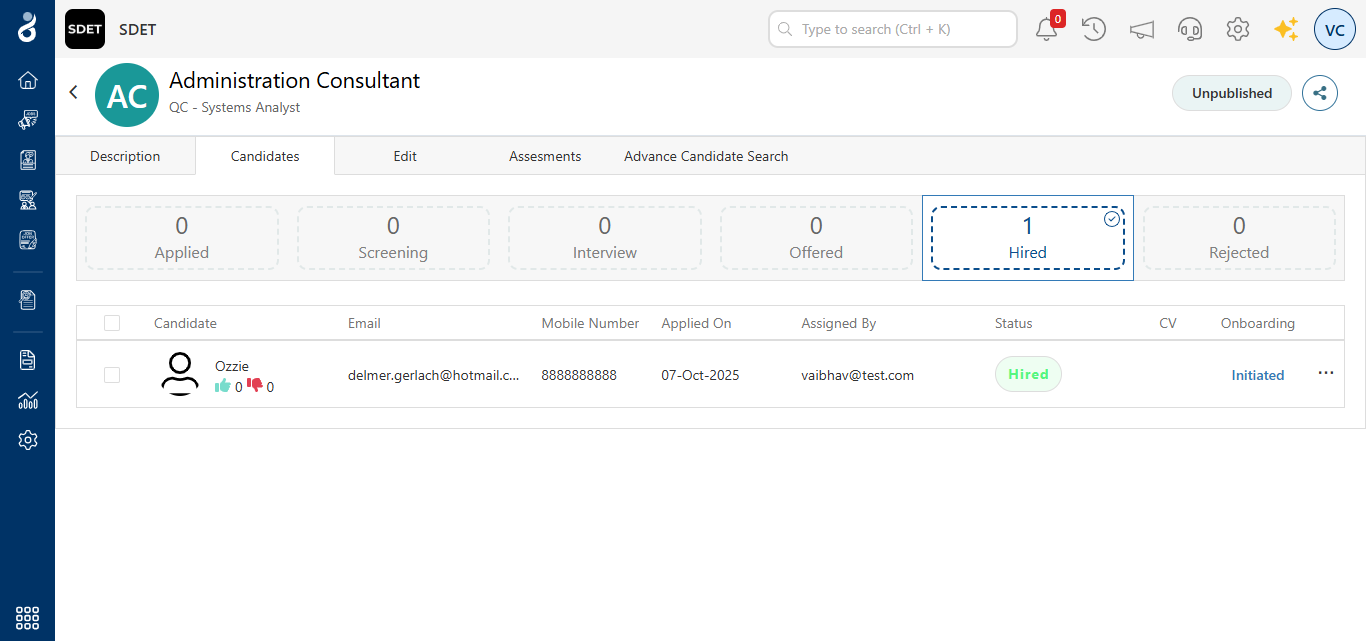 SDET SDET Type to search (Ctrl + K) 0 VC
AC Administration Consultant
QC - Systems Analyst
Unpublished
Description Candidates Edit Assesments Advance Candidate Search
0 0 0 0 1 0
Applied Screening Interview Offered Hired Rejected
Candidate Email Mobile Number Applied On Assigned By Status CV Onboarding
Ozzie
0 0
delmer.gerlach@hotmail.c... 8888888888 07-Oct-2025 vaibhav@test.com Hired Initiated ...